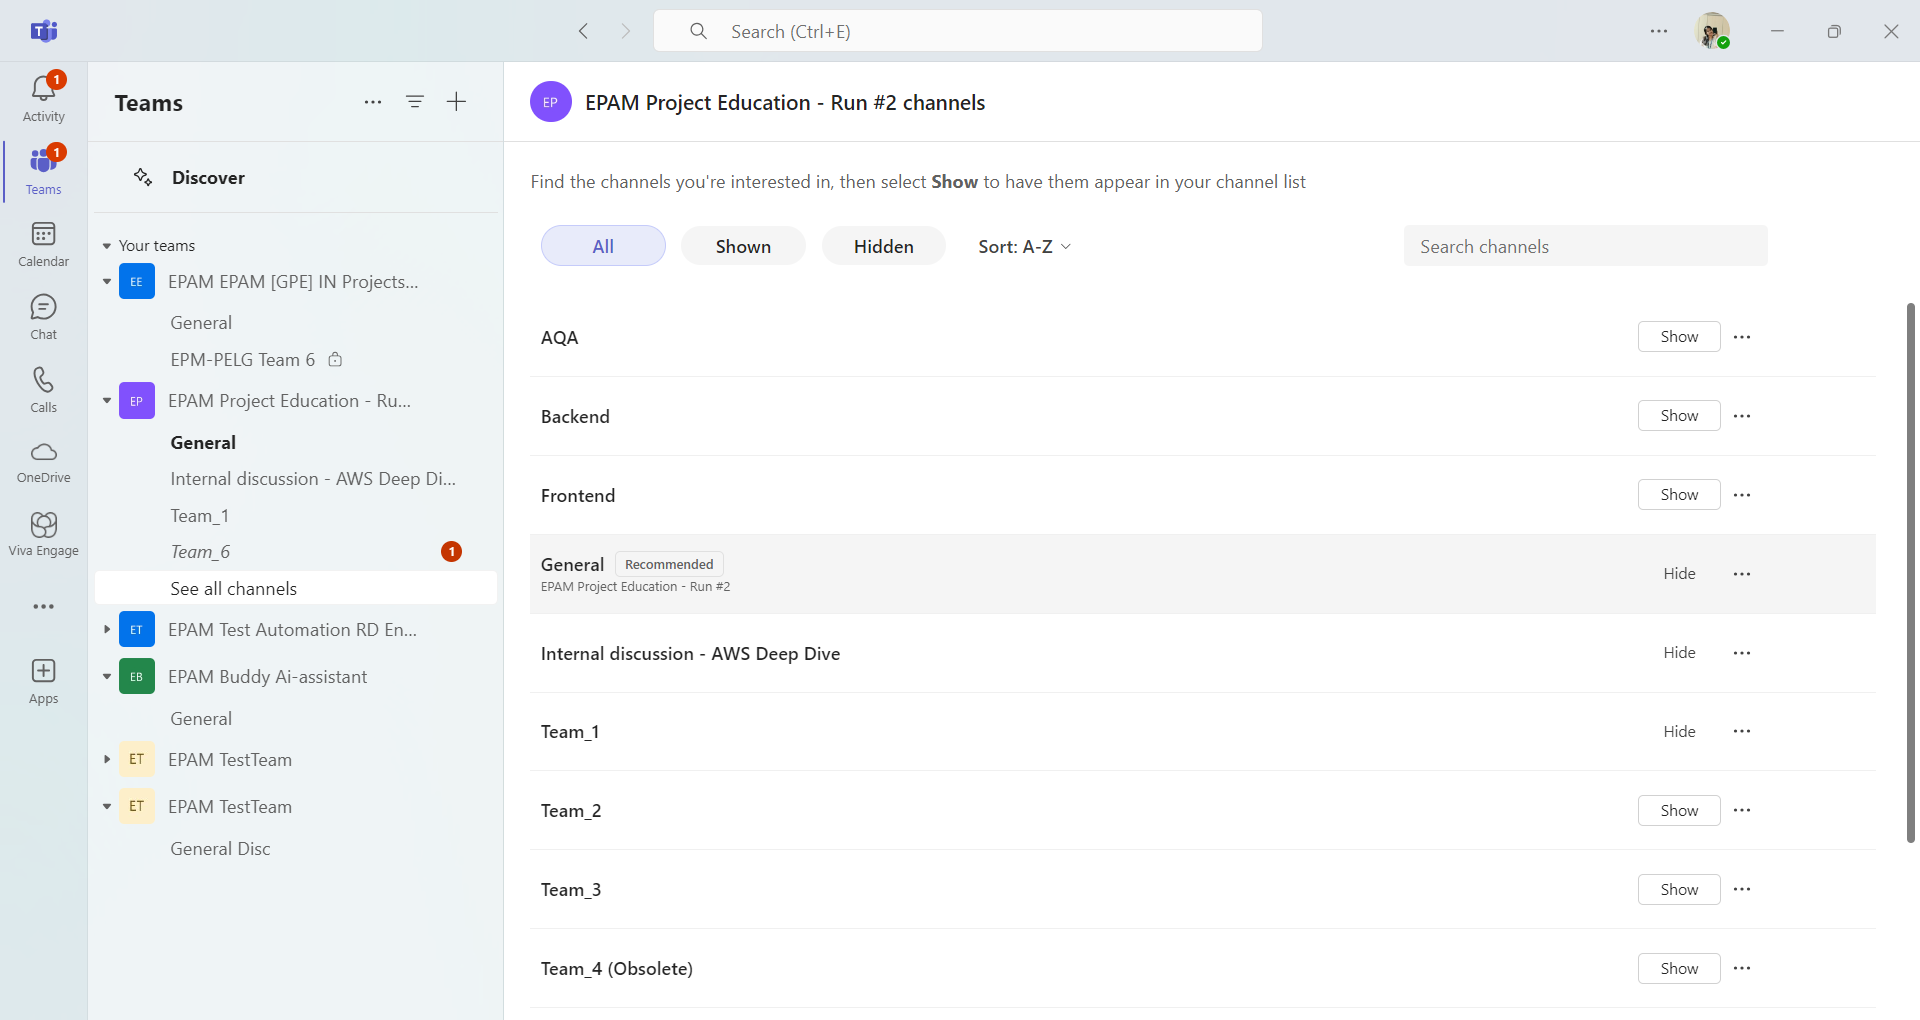 Search (Ctrl+E)
1
Activity
1
Teams
Calendar
Chat
Calls
OneDrive
Viva Engage
Apps
Teams
Discover
Your teams
EE
EPAM EPAM [GPE] IN Projects...
General
EPM-PELG Team 6
EP
EPAM Project Education - Ru...
General
Internal discussion - AWS Deep Di...
Team_1
Team_6
1
See all channels
ET
EPAM Test Automation RD En...
EB
EPAM Buddy Ai-assistant
General
ET
EPAM TestTeam
ET
EPAM TestTeam
General Disc
EP
EPAM Project Education - Run #2 channels
Find the channels you're interested in, then select Show to have them appear in your channel list
All
Shown
Hidden
Sort: A-Z
Search channels
AQA
Show
Backend
Show
Frontend
Show
General
Recommended
EPAM Project Education - Run #2
Hide
Internal discussion - AWS Deep Dive
Hide
Team_1
Hide
Team_2
Show
Team_3
Show
Team_4 (Obsolete)
Show